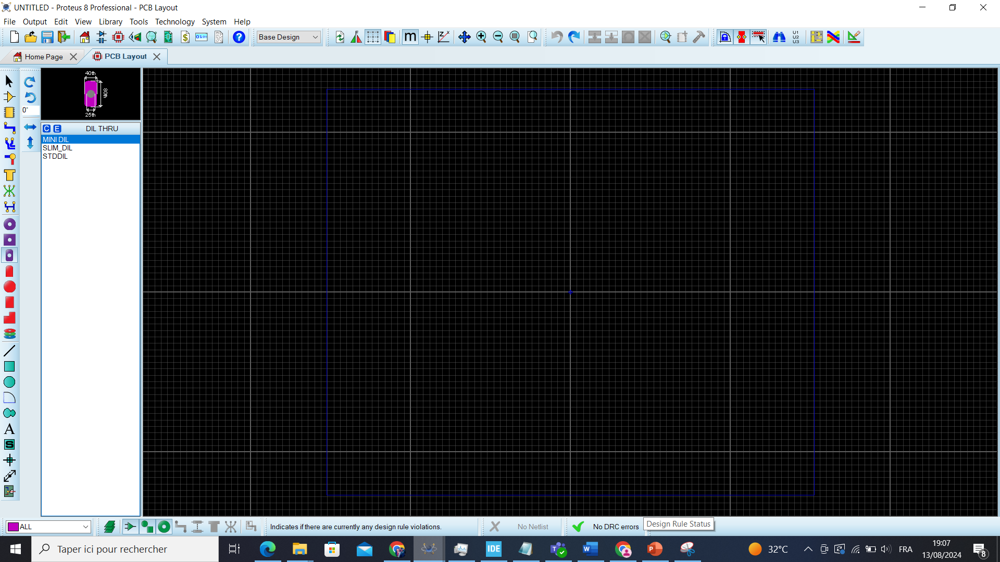 UNTITLED - Proteus 8 Professional - PCB Layout
File Output Edit View Library Tools Technology System Help
Base Design
Home Page
PCB Layout
40th
80th
25th
0°
C E DIL THRU
MINI DIL
SLIM_DIL
STDDIL
ALL
Indicates if there are currently any design rule violations.
No Netlist
No DRC errors
Design Rule Status
Taper ici pour rechercher
IDE
32°C
FRA
19:07
13/08/2024
8